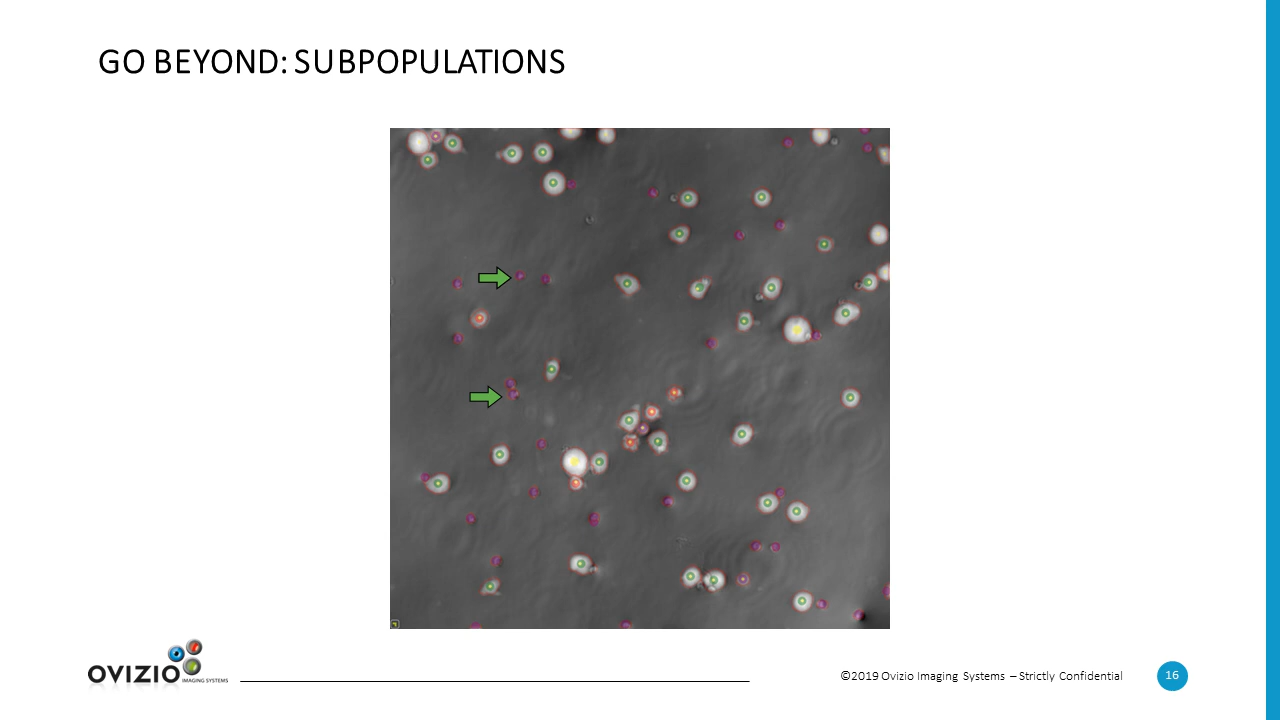 GO BEYOND: SUBPOPULATIONS
OVIZIO
IMAGING SYSTEMS
©2019 Ovizio Imaging Systems – Strictly Confidential
16